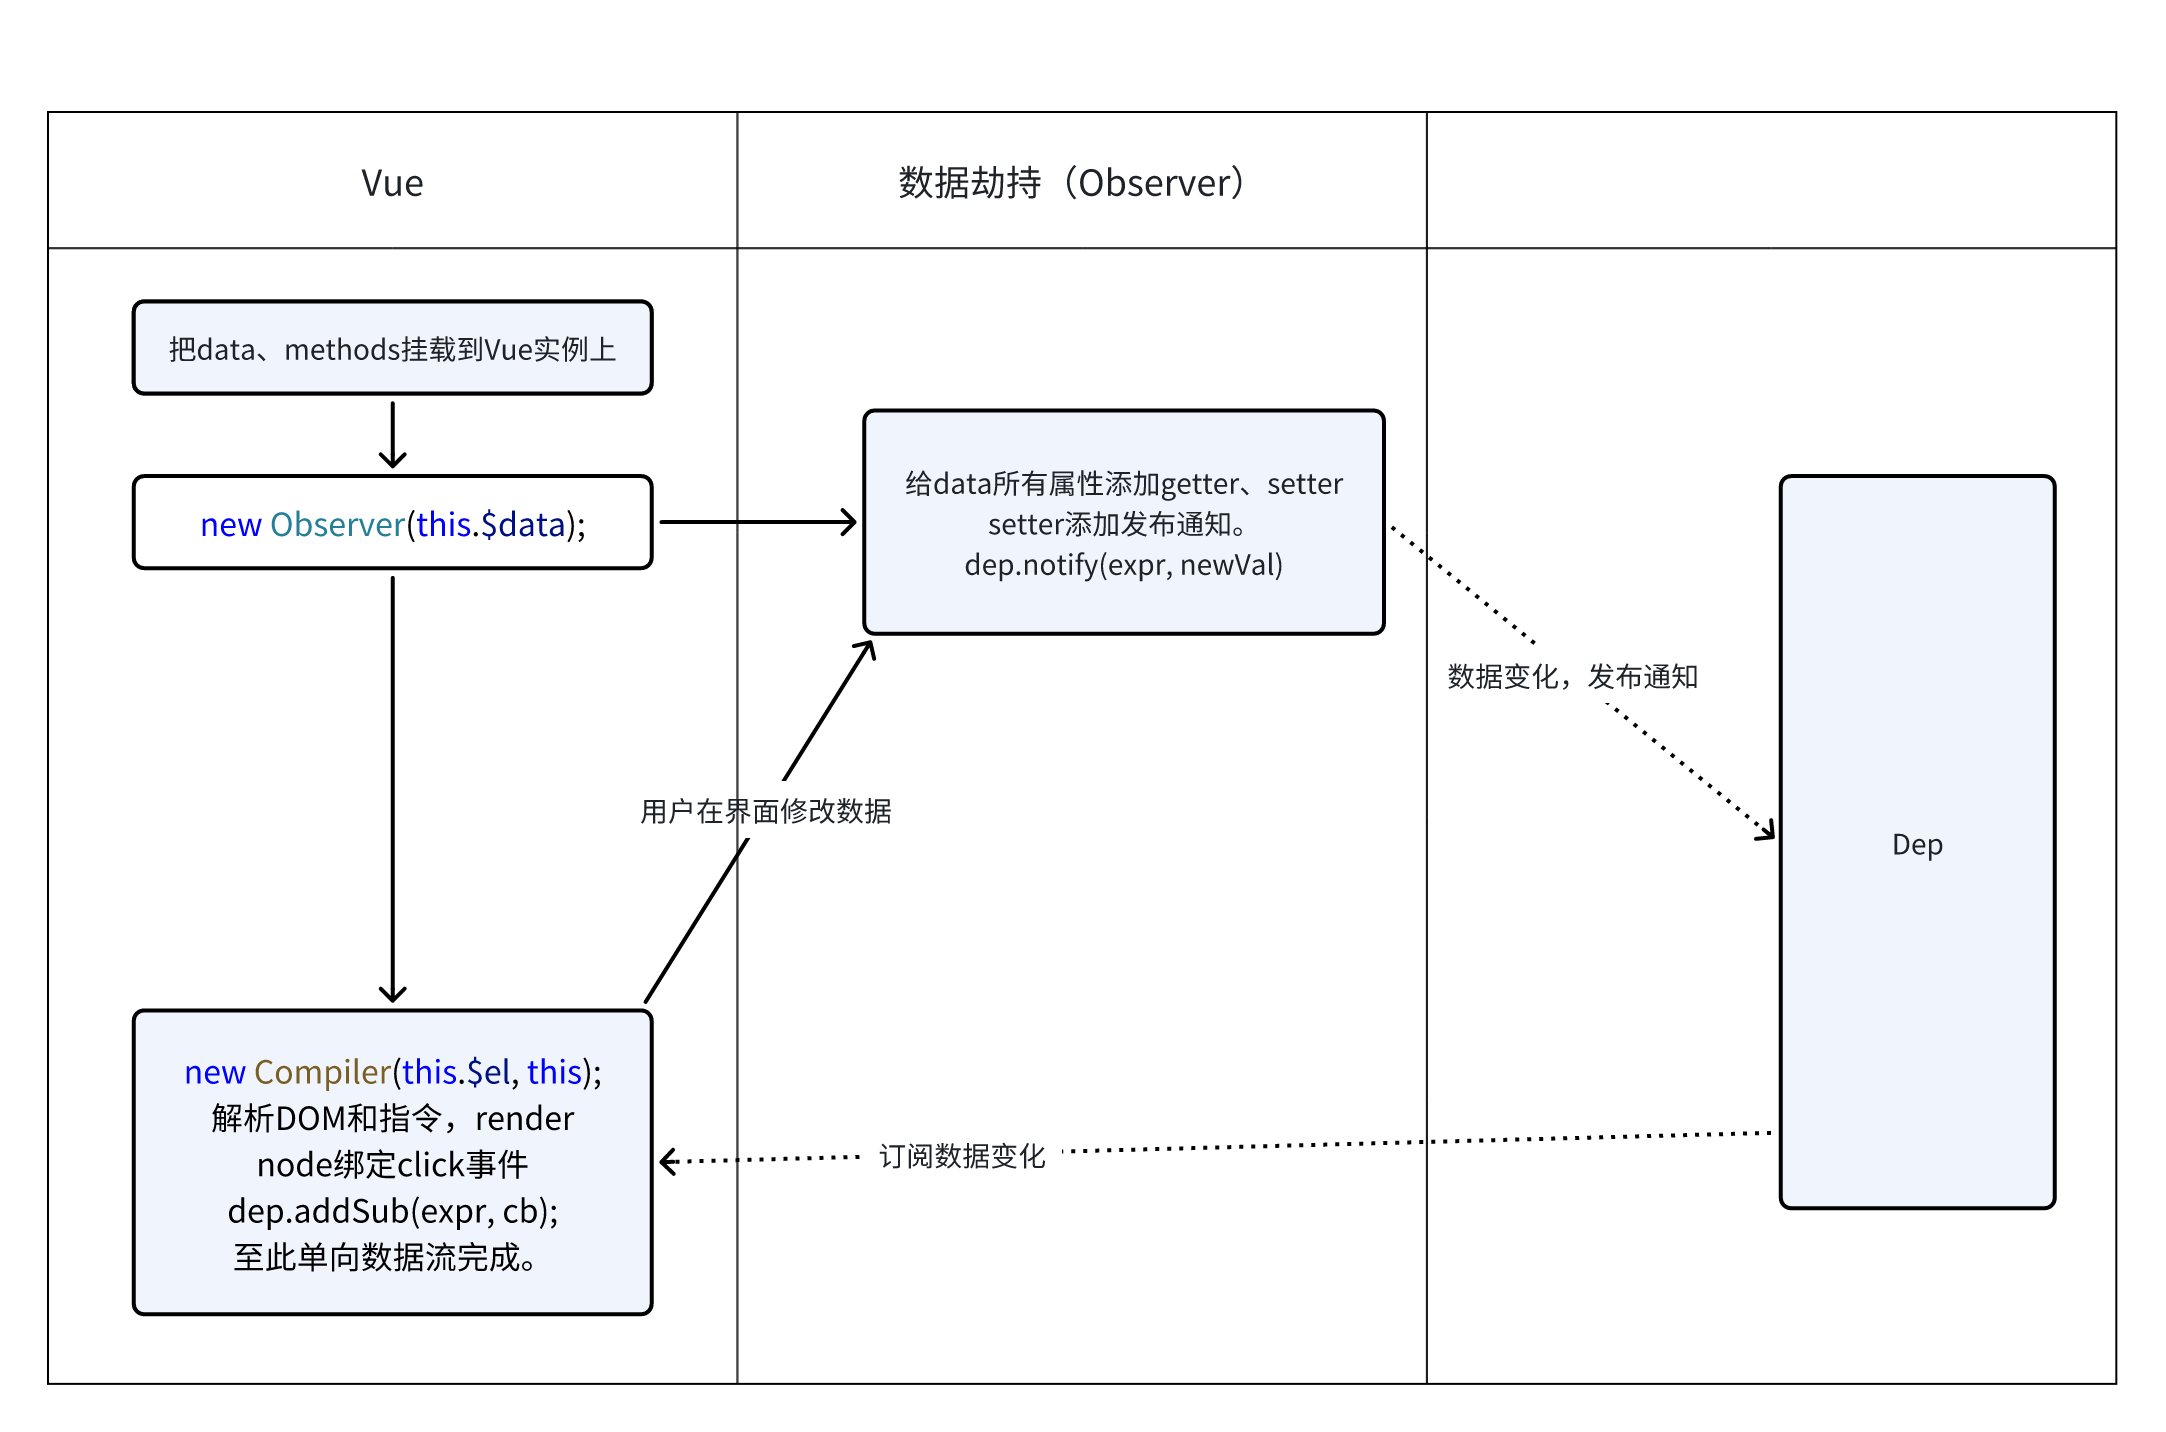 Vue
数据劫持（Observer）
把data、methods挂载到Vue实例上
new Observer(this.$data);
给data所有属性添加getter、setter
setter添加发布通知。
dep.notify(expr, newVal)
数据变化，发布通知
用户在界面修改数据
Dep
new Compiler(this.$el, this);
解析DOM和指令，render
node绑定click事件
dep.addSub(expr, cb);
至此单向数据流完成。
订阅数据变化